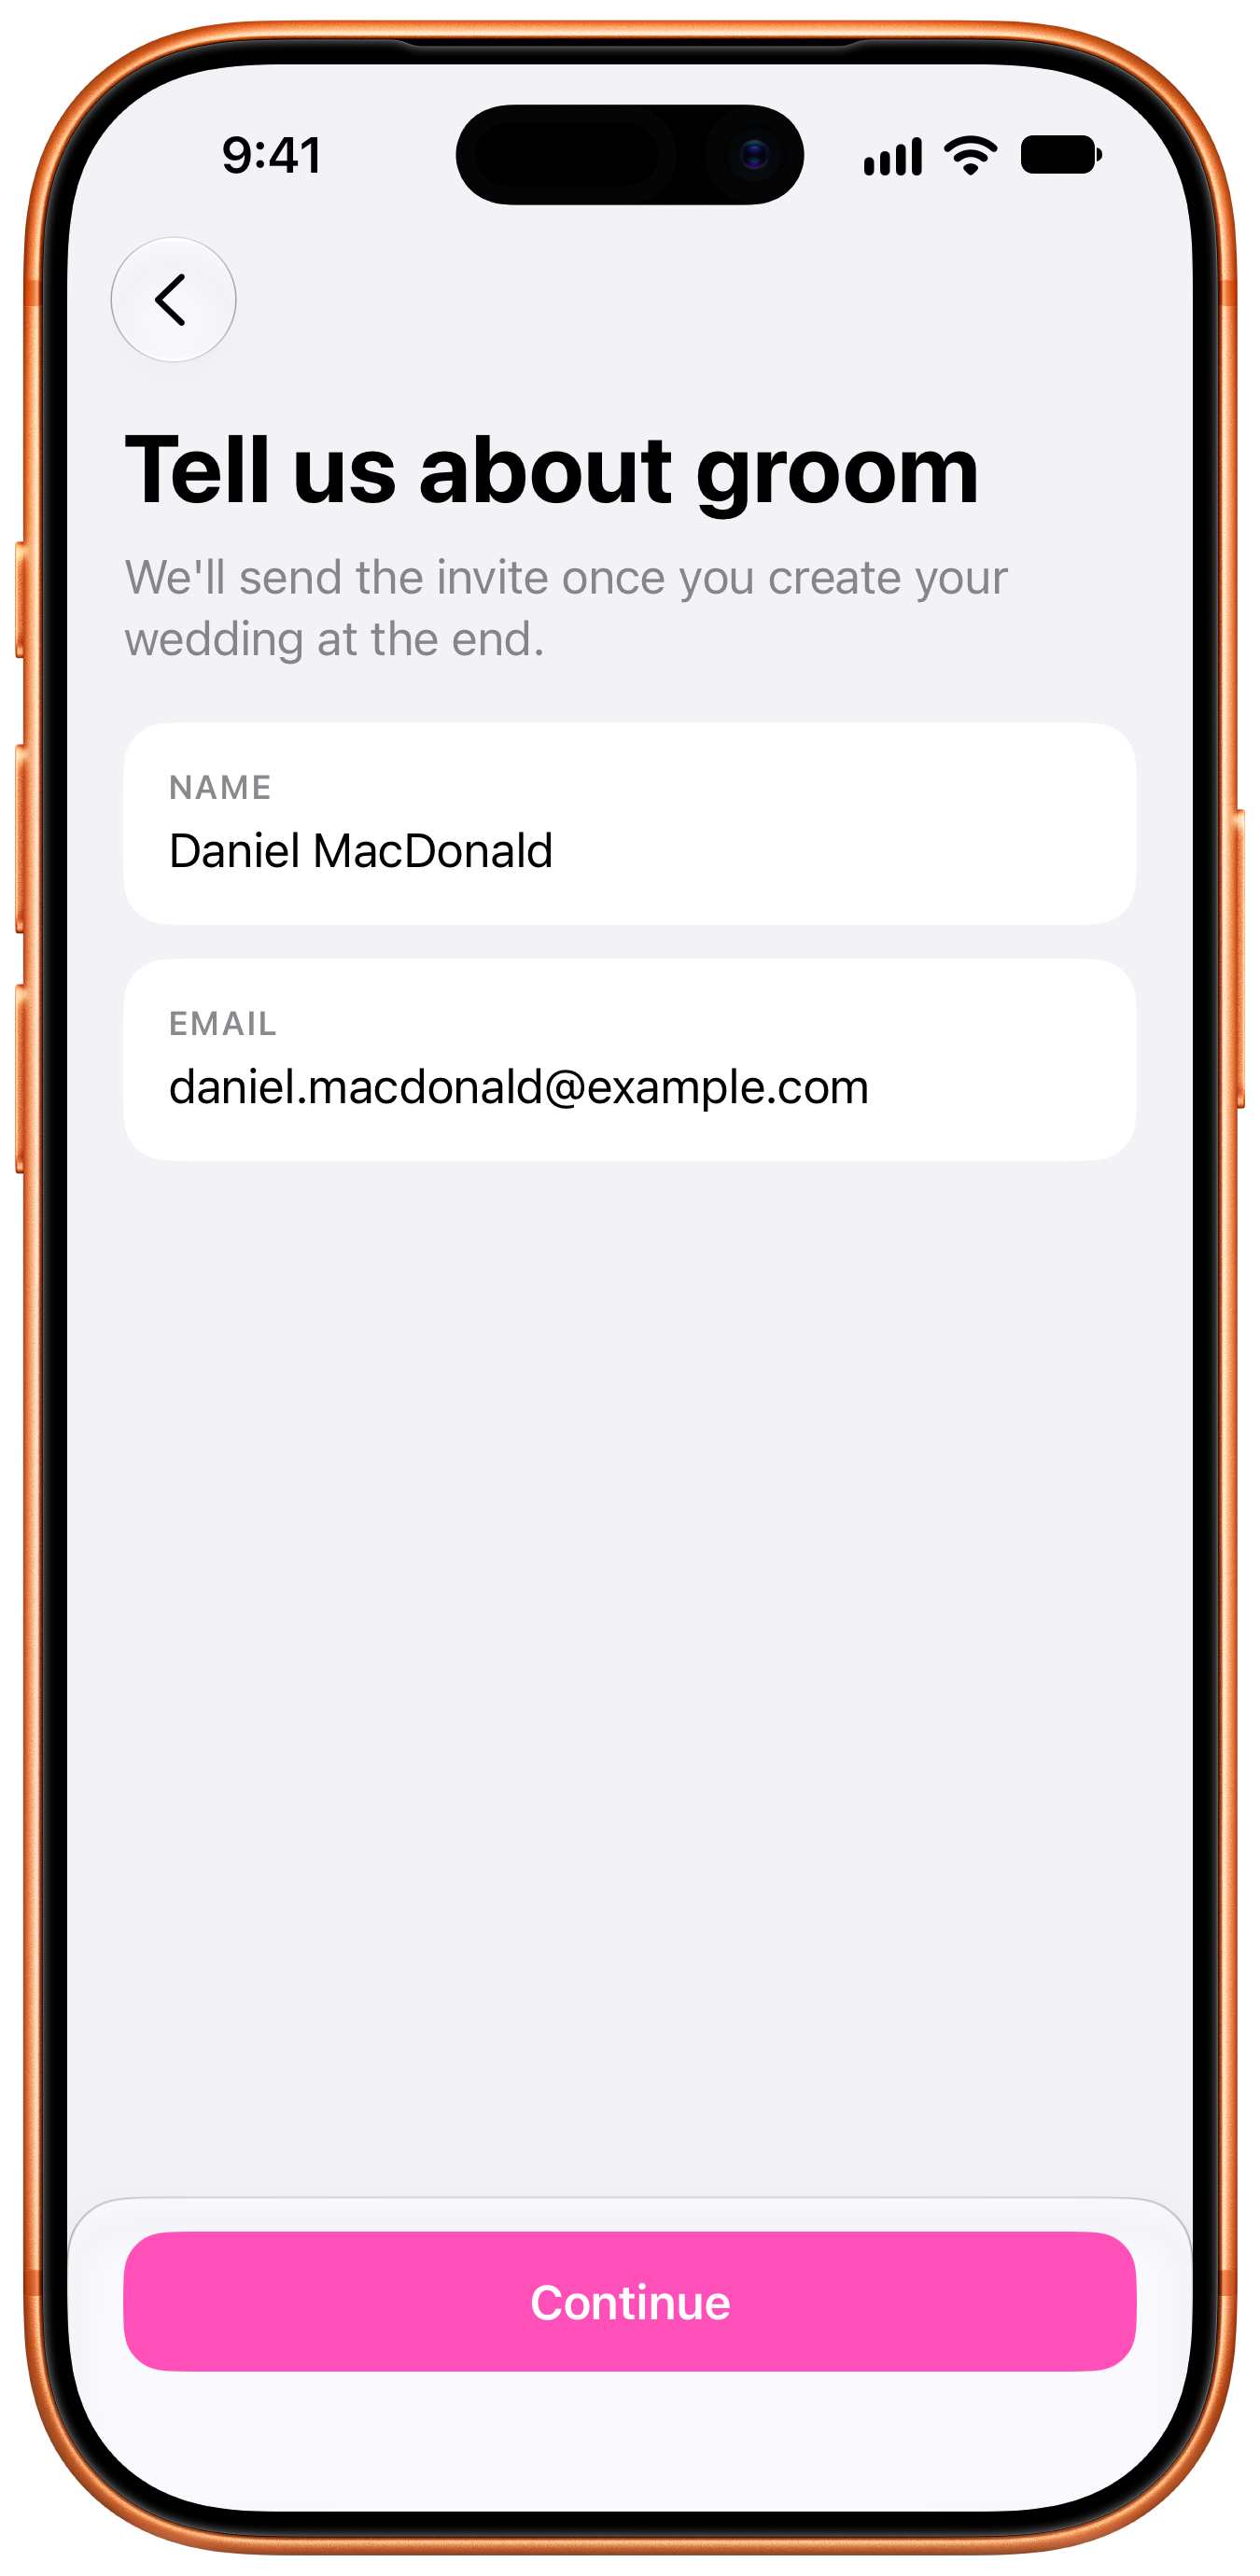 9:41
Tell us about groom
We'll send the invite once you create your
wedding at the end.
NAME
Daniel MacDonald
EMAIL
daniel.macdonald@example.com
Continue